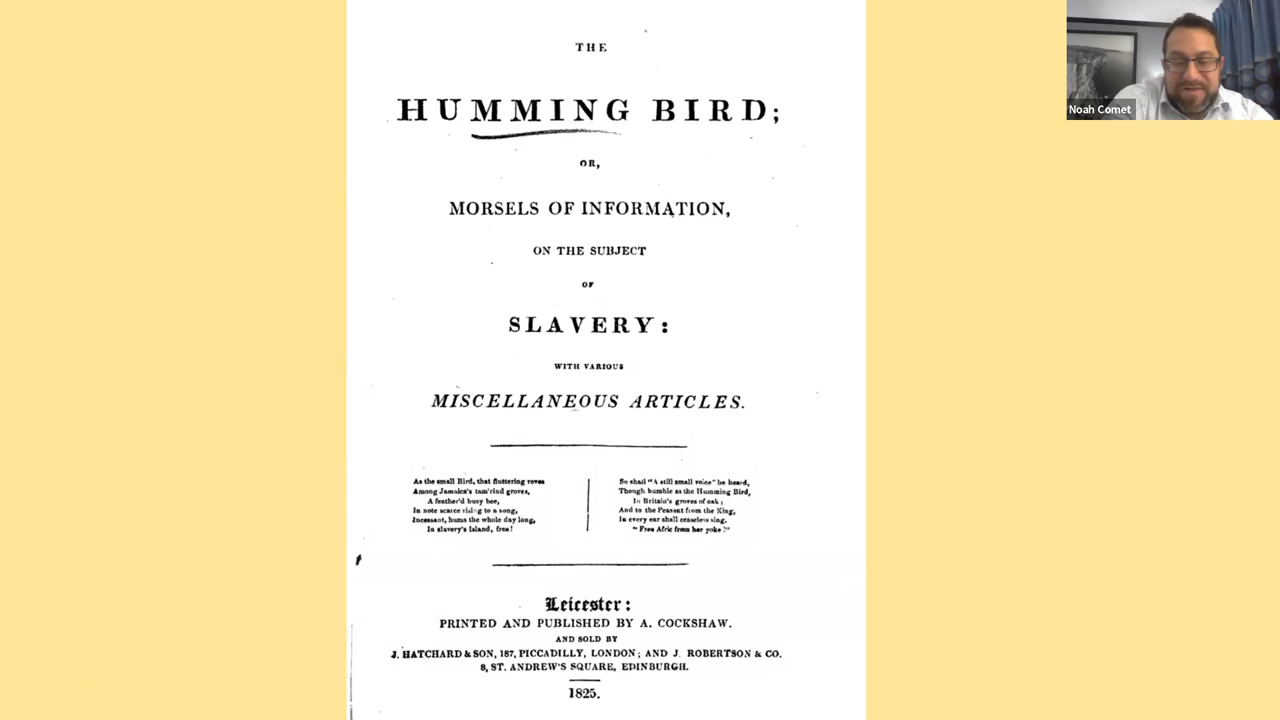 THE
HUMMING BIRD;
OR,
MORSELS OF INFORMATION,
ON THE SUBJECT
OF
SLAVERY:
WITH VARIOUS
MISCELLANEOUS ARTICLES.
As the small Bird, that fluttering roves
Among Jamaica's tam'rind groves,
A feather'd busy bee,
In note scarce rising to a song,
Incessant, hums the whole day long,
In slavery's Island, free!
So shall "A still small voice" be heard,
Though humble as the Humming Bird,
In Britain's groves of oak;
And to the Peasant from the King,
In every ear shall ceaseless sing,
"Free Afric from her yoke!"
Leicester:
PRINTED AND PUBLISHED BY A. COCKSHAW.
AND SOLD BY
J. HATCHARD & SON, 187, PICCADILLY, LONDON; AND J. ROBERTSON & CO.
8, ST. ANDREW'S SQUARE, EDINBURGH.
1825.
Noah Comet